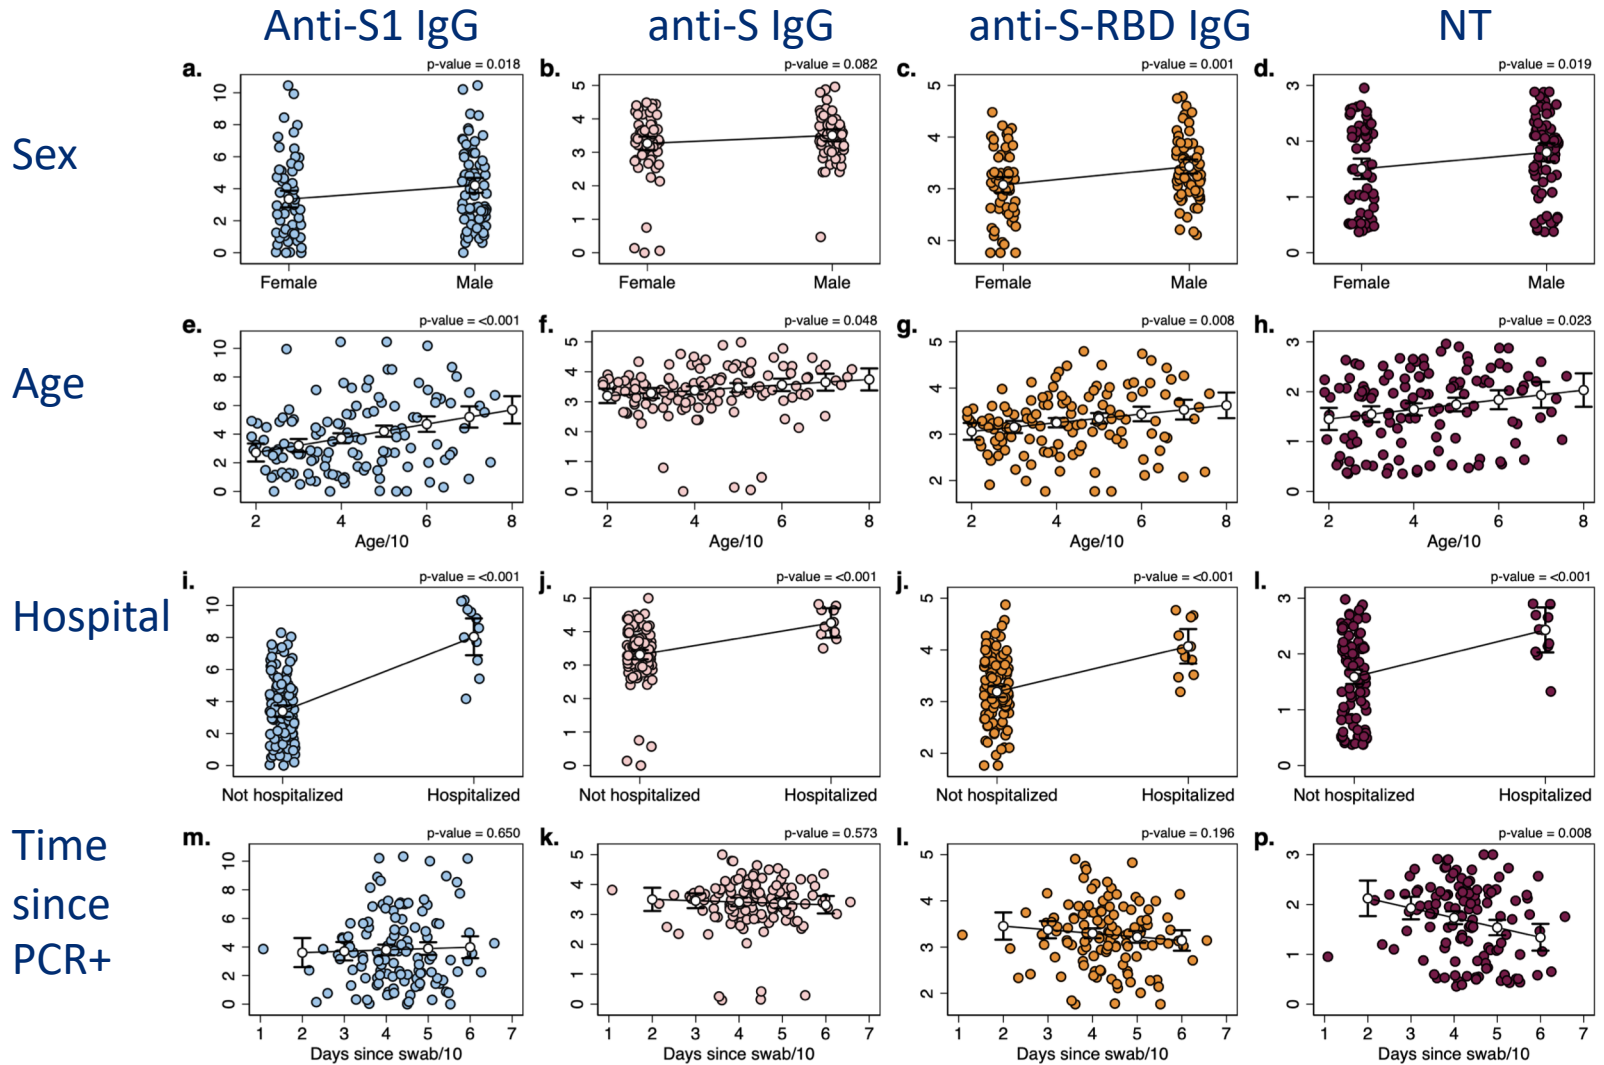 Anti-S1 IgG anti-S IgG anti-S-RBD IgG NT
a. p-value = 0.018 b. p-value = 0.082 c. p-value = 0.001 d. p-value = 0.019
Sex
0 2 4 6 8 10
0 1 2 3 4 5
2 3 4 5
0 1 2 3
Female Male Female Male Female Male Female Male
e. p-value = <0.001 f. p-value = 0.048 g. p-value = 0.008 h. p-value = 0.023
Age
0 2 4 6 8 10
0 1 2 3 4 5
2 3 4 5
0 1 2 3
2 4 6 8 2 4 6 8 2 4 6 8 2 4 6 8
Age/10 Age/10 Age/10 Age/10
i. p-value = <0.001 j. p-value = <0.001 j. p-value = <0.001 l. p-value = <0.001
Hospital
0 2 4 6 8 10
0 1 2 3 4 5
2 3 4 5
0 1 2 3
Not hospitalized Hospitalized Not hospitalized Hospitalized Not hospitalized Hospitalized Not hospitalized Hospitalized
m. p-value = 0.650 k. p-value = 0.573 l. p-value = 0.196 p. p-value = 0.008
Time
since
PCR+
0 2 4 6 8 10
0 1 2 3 4 5
2 3 4 5
0 1 2 3
1 2 3 4 5 6 7 1 2 3 4 5 6 7 1 2 3 4 5 6 7 1 2 3 4 5 6 7
Days since swab/10 Days since swab/10 Days since swab/10 Days since swab/10